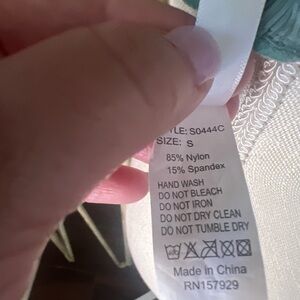 YLE: S0444C
SIZE: S
85% Nylon
15% Spandex
HAND WASH
DO NOT BLEACH
DO NOT IRON
DO NOT DRY CLEAN
DO NOT TUMBLE DRY
Made in China
RN157929